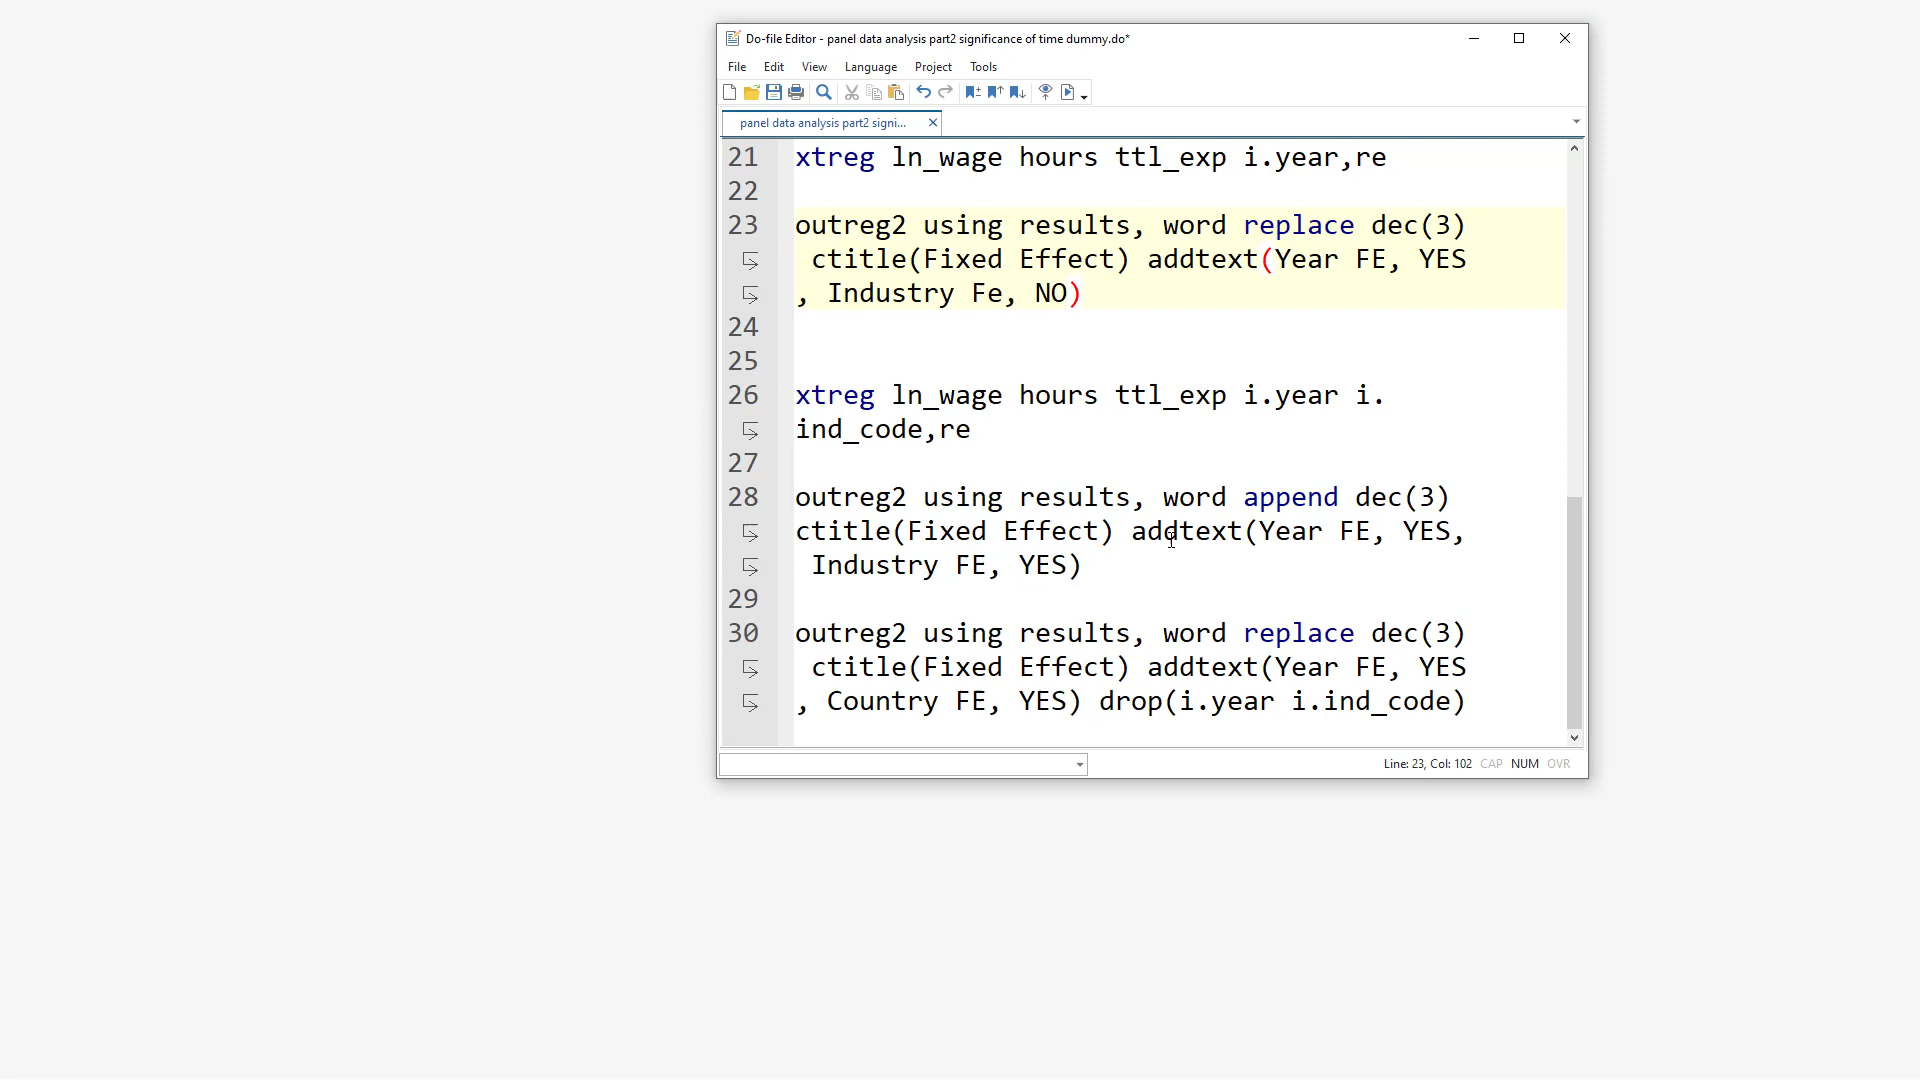 Do-file Editor - panel data analysis part2 significance of time dummy.do*
File Edit View Language Project Tools
panel data analysis part2 signi...
21 xtreg ln_wage hours ttl_exp i.year,re
22
23 outreg2 using results, word replace dec(3)
ctitle(Fixed Effect) addtext(Year FE, YES
, Industry Fe, NO)
24
25
26 xtreg ln_wage hours ttl_exp i.year i.
ind_code,re
27
28 outreg2 using results, word append dec(3)
ctitle(Fixed Effect) addtext(Year FE, YES,
Industry FE, YES)
29
30 outreg2 using results, word replace dec(3)
ctitle(Fixed Effect) addtext(Year FE, YES
, Country FE, YES) drop(i.year i.ind_code)
Line: 23, Col: 102 CAP NUM OVR